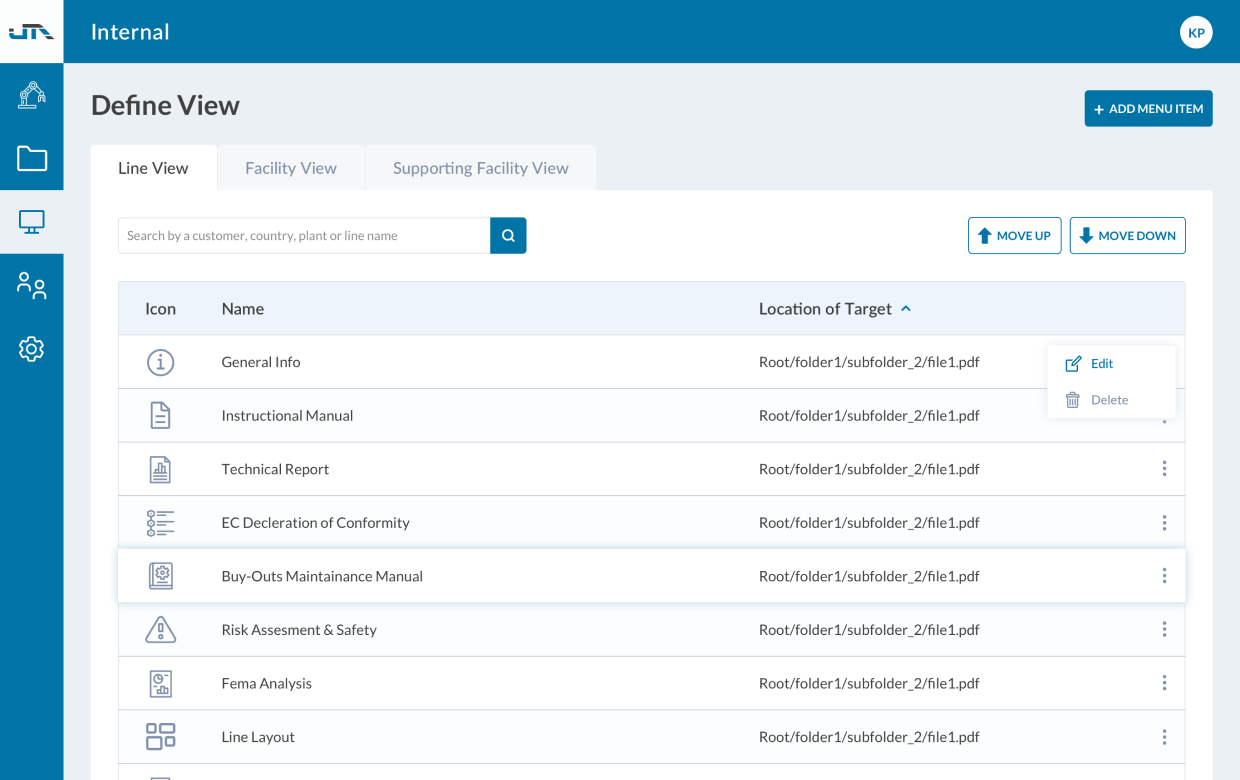 Internal
KP
Define View
+ ADD MENU ITEM
Line View
Facility View
Supporting Facility View
Search by a customer, country, plant or line name
MOVE UP
MOVE DOWN
Icon Name Location of Target
General Info Root/folder1/subfolder_2/file1.pdf
Edit
Delete
Instructional Manual Root/folder1/subfolder_2/file1.pdf
Technical Report Root/folder1/subfolder_2/file1.pdf
EC Decleration of Conformity Root/folder1/subfolder_2/file1.pdf
Buy-Outs Maintainance Manual Root/folder1/subfolder_2/file1.pdf
Risk Assesment & Safety Root/folder1/subfolder_2/file1.pdf
Fema Analysis Root/folder1/subfolder_2/file1.pdf
Line Layout Root/folder1/subfolder_2/file1.pdf